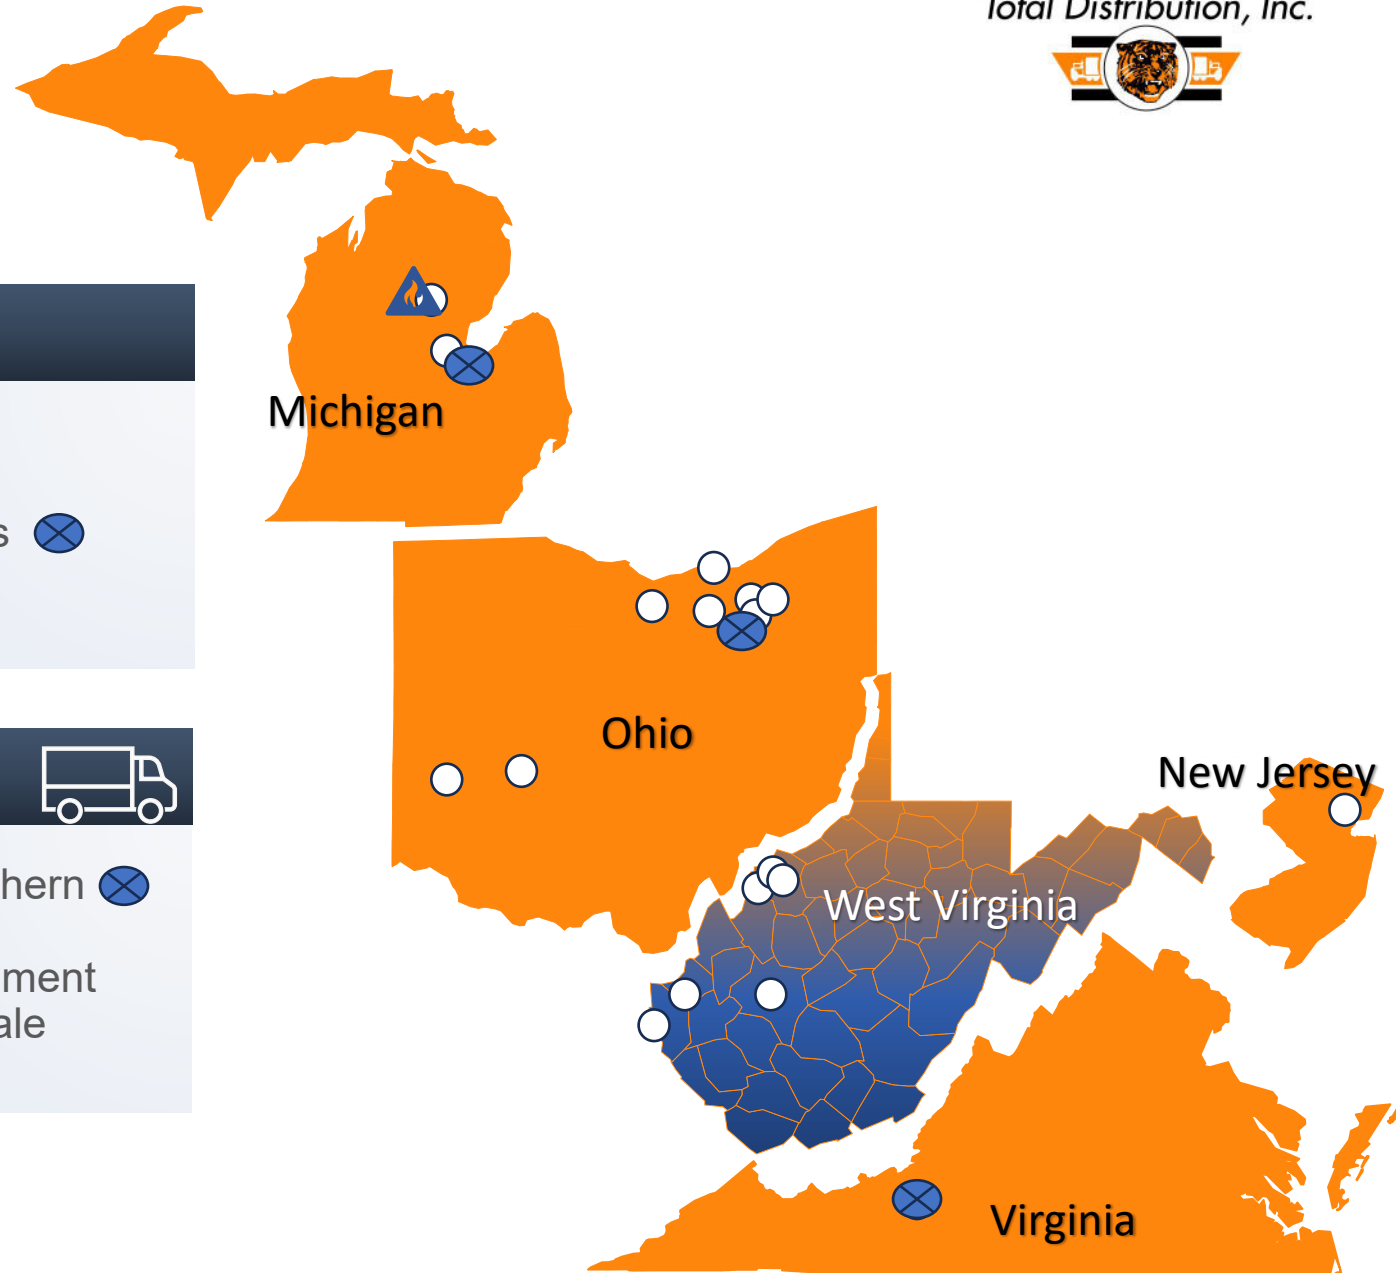 Total Distribution, Inc.
Michigan
s
Ohio
New Jersey
hern
West Virginia
ment
ale
Virginia